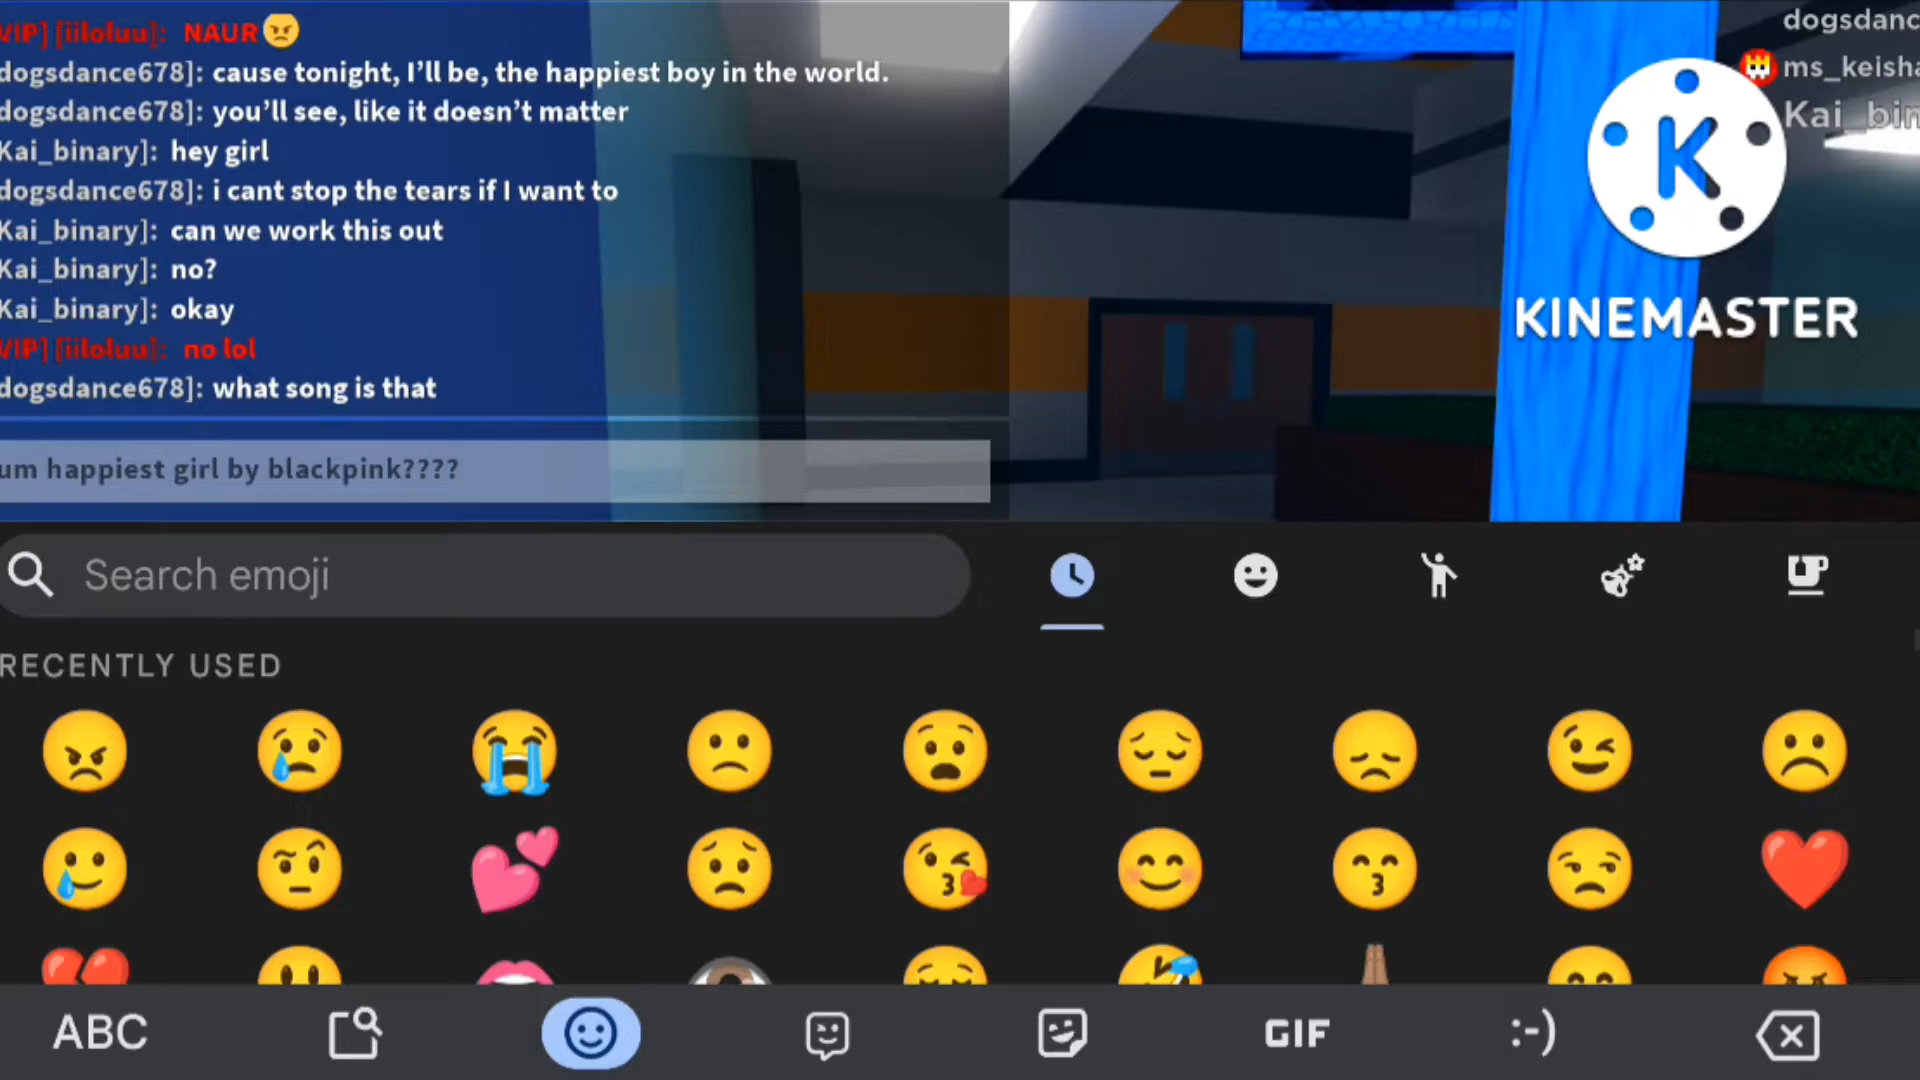 VIP] [iiloluu]: NAUR😠
dogsdance678]: cause tonight, I'll be, the happiest boy in the world.
dogsdance678]: you'll see, like it doesn't matter
Kai_binary]: hey girl
dogsdance678]: i cant stop the tears if I want to
Kai_binary]: can we work this out
Kai_binary]: no?
Kai_binary]: okay
VIP] [iiloluu]: no lol
dogsdance678]: what song is that
um happiest girl by blackpink????
dogsdanc
ms_keisha
Kai_bin
K
KINEMASTER
Search emoji
RECENTLY USED
ABC
GIF
:-)